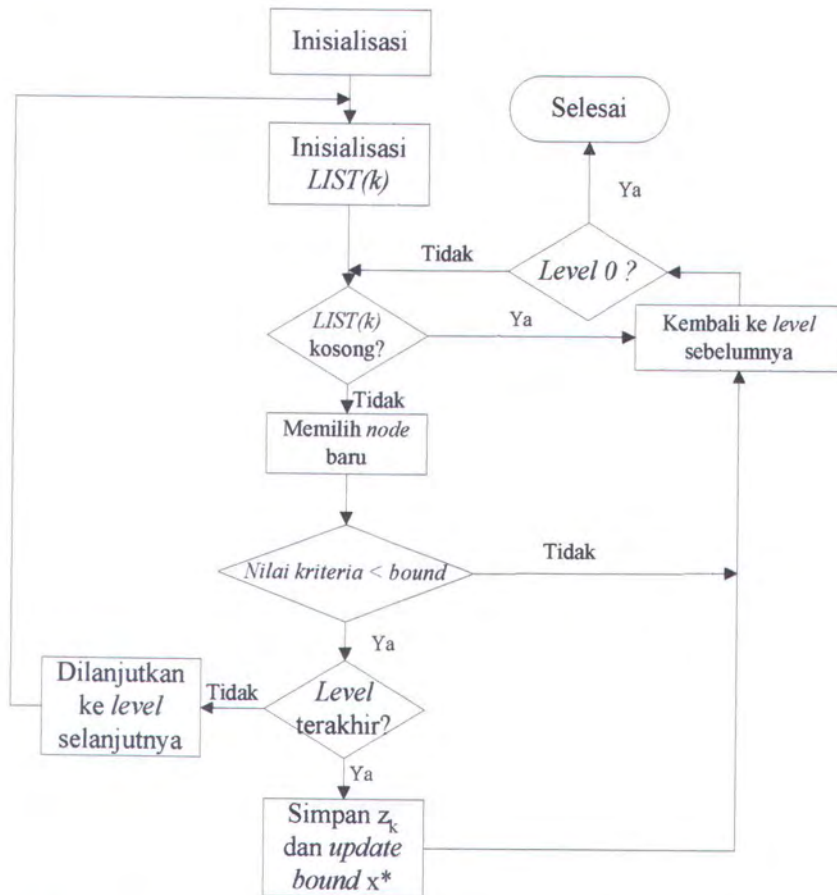 Inisialisasi
Selesai
Inisialisasi
LIST(k)
Ya
Tidak
Level 0 ?
LIST(k)
kosong?
Ya
Kembali ke level
sebelumnya
Tidak
Memilih node
baru
Nilai kriteria < bound
Tidak
Ya
Dilanjutkan
ke level
selanjutnya
Tidak
Level
terakhir?
Ya
Simpan zₖ
dan update
bound x*